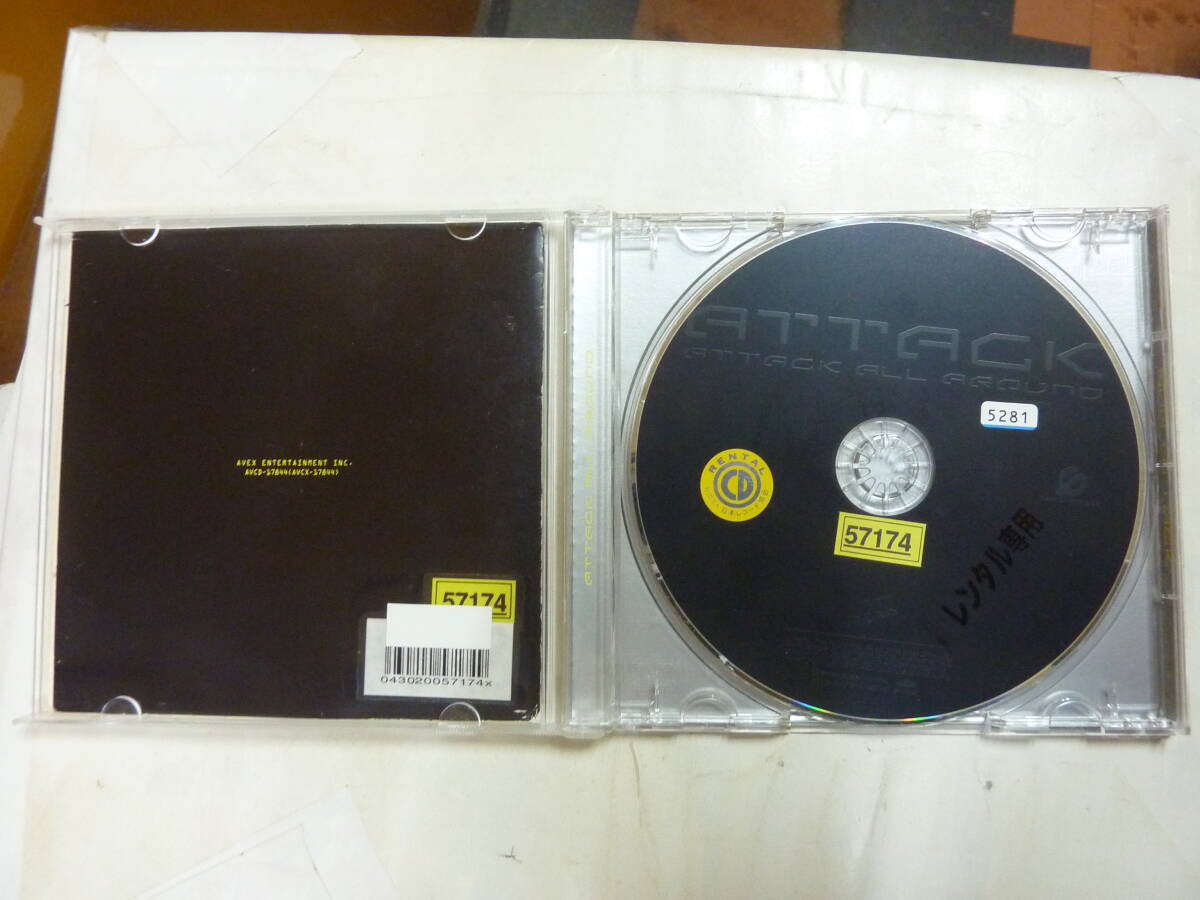 AVEX ENTERTAINMENT INC.
AVCD-17844(AVCX-17844)
57174
043020057174x
ATTACK ALL AROUND
ATTACK
ATTACK ALL AROUND
5281
RENTAL
CD
57174
レンタル専用